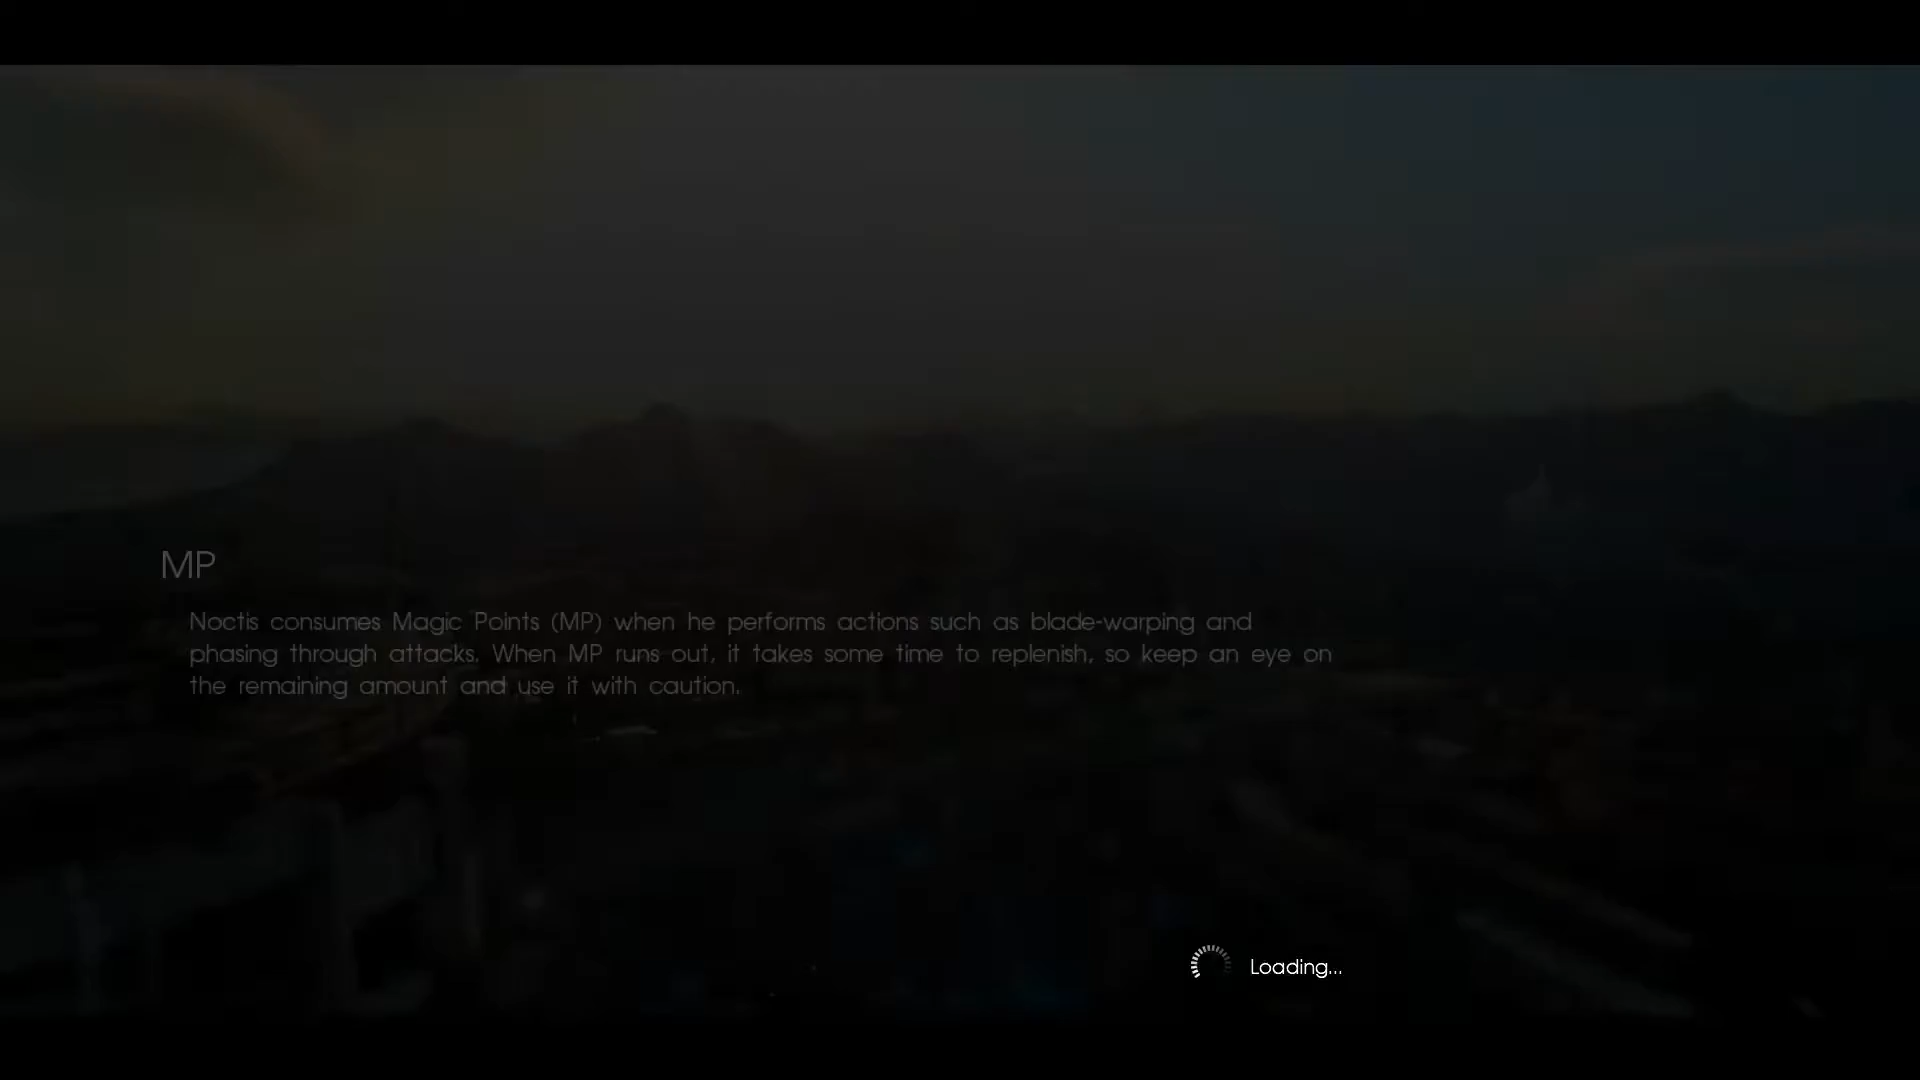 MP
Noctis consumes Magic Points (MP) when he performs actions such as blade-warping and
phasing through attacks. When MP runs out, it takes some time to replenish, so keep an eye on
the remaining amount and use it with caution.
Loading...